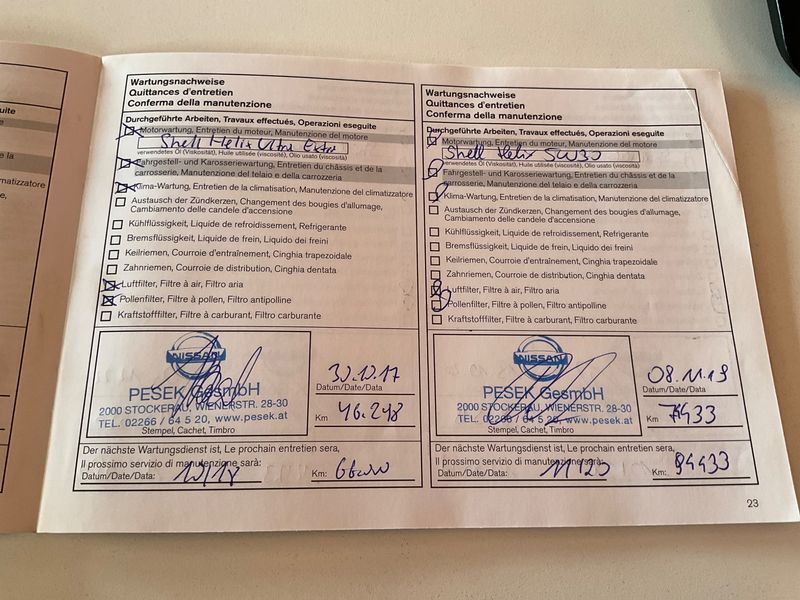 guite
e la
matizzatore
Wartungsnachweise
Quittances d'entretien
Conferma della manutenzione
Durchgeführte Arbeiten, Travaux effectués, Operazioni eseguite
Motorwartung, Entretien du moteur, Manutenzione del motore
Shell Helix Ultra Extra
verwendetes Öl (Viskosität), Huile utilisée (viscosité), Olio usato (viscosità)
Fahrgestell- und Karosseriewartung, Entretien du châssis et de la
carrosserie, Manutenzione del telaio e della carrozzeria
Klima-Wartung, Entretien de la climatisation, Manutenzione del climatizzatore
Austausch der Zündkerzen, Changement des bougies d'allumage,
Cambiamento delle candele d'accensione
Kühlflüssigkeit, Liquide de refroidissement, Refrigerante
Bremsflüssigkeit, Liquide de frein, Liquido dei freini
Keilriemen, Courroie d'entraînement, Cinghia trapezoidale
Zahnriemen, Courroie de distribution, Cinghia dentata
Luftfilter, Filtre à air, Filtro aria
Pollenfilter, Filtre à pollen, Filtro antipolline
Kraftstofffilter, Filtre à carburant, Filtro carburante
NISSAN
PESEK GesmbH
2000 STOCKERAU, WIENERSTR. 28-30
TEL. 02266 / 64 5 20, www.pesek.at
Stempel, Cachet, Timbro
Datum/Date/Data
Km 46.248
Der nächste Wartungsdienst ist, Le prochain entretien sera,
Il prossimo servizio di manutenzione sarà:
Datum/Date/Data:
Km:
Wartungsnachweise
Quittances d'entretien
Conferma della manutenzione
Durchgeführte Arbeiten, Travaux effectués, Operazioni eseguite
Motorwartung, Entretien du moteur, Manutenzione del motore
Shell Helix 5W30
verwendetes Öl (Viskosität), Huile utilisée (viscosité), Olio usato (viscosità)
Fahrgestell- und Karosseriewartung, Entretien du châssis et de la
carrosserie, Manutenzione del telaio e della carrozzeria
Klima-Wartung, Entretien de la climatisation, Manutenzione del climatizzatore
Austausch der Zündkerzen, Changement des bougies d'allumage,
Cambiamento delle candele d'accensione
Kühlflüssigkeit, Liquide de refroidissement, Refrigerante
Bremsflüssigkeit, Liquide de frein, Liquido dei freini
Keilriemen, Courroie d'entraînement, Cinghia trapezoidale
Zahnriemen, Courroie de distribution, Cinghia dentata
Luftfilter, Filtre à air, Filtro aria
Pollenfilter, Filtre à pollen, Filtro antipolline
Kraftstofffilter, Filtre à carburant, Filtro carburante
NISSAN
PESEK GesmbH
2000 STOCKERAU, WIENERSTR. 28-30
TEL. 02266 / 64 5 20, www.pesek.at
Stempel, Cachet, Timbro
08.11.19
Datum/Date/Data
Km
Der nächste Wartungsdienst ist, Le prochain entretien sera,
Il prossimo servizio di manutenzione sarà:
Datum/Date/Data: 11/20
Km: 94433
23